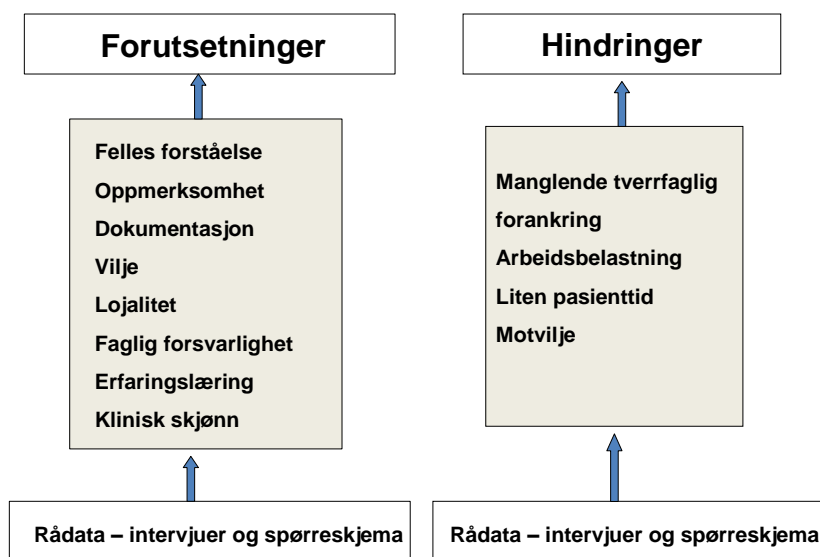 Forutsetninger
Felles forståelse
Oppmerksomhet
Dokumentasjon
Vilje
Lojalitet
Faglig forsvarlighet
Erfaringslæring
Klinisk skjønn
Rådata – intervjuer og spørreskjema
Hindringer
Manglende tverrfaglig
forankring
Arbeidsbelastning
Liten pasienttid
Motvilje
Rådata – intervjuer og spørreskjema